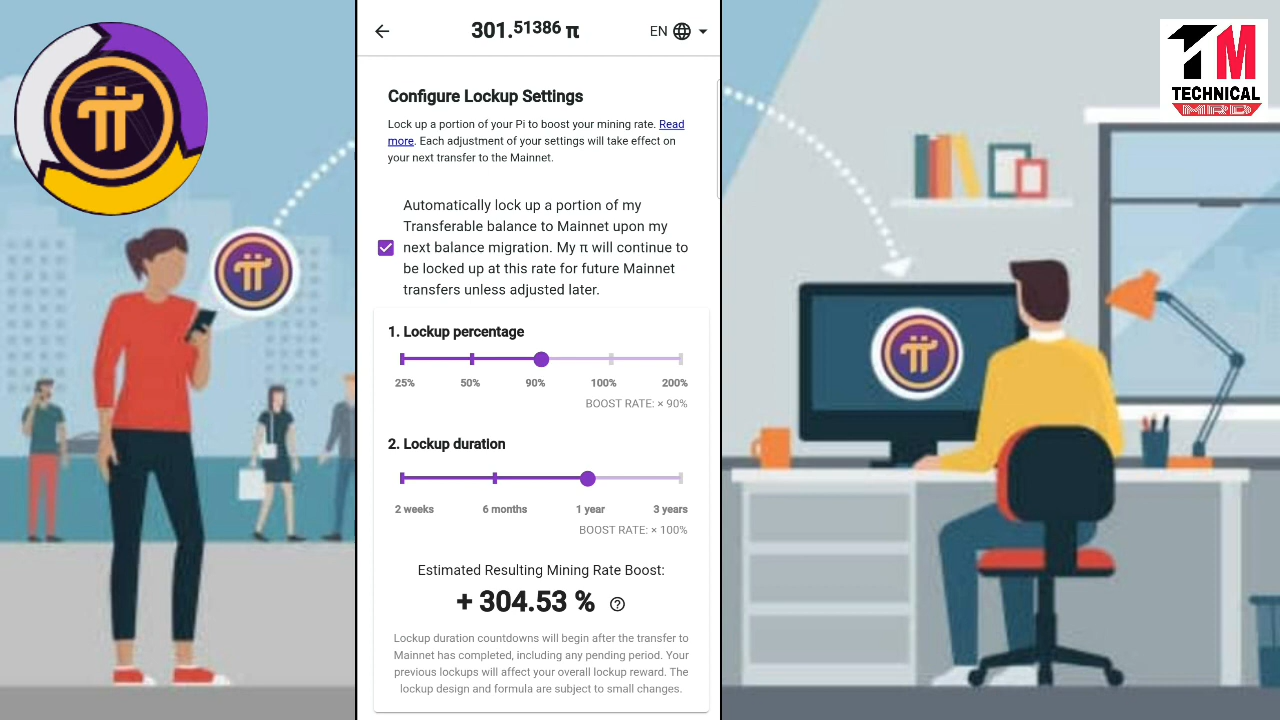 301.51386 π
EN
Configure Lockup Settings
Lock up a portion of your Pi to boost your mining rate. Read
more. Each adjustment of your settings will take effect on
your next transfer to the Mainnet.
Automatically lock up a portion of my
Transferable balance to Mainnet upon my
next balance migration. My π will continue to
be locked up at this rate for future Mainnet
transfers unless adjusted later.
1. Lockup percentage
25% 50% 90% 100% 200%
BOOST RATE: × 90%
2. Lockup duration
2 weeks 6 months 1 year 3 years
BOOST RATE: × 100%
Estimated Resulting Mining Rate Boost:
+ 304.53 %
Lockup duration countdowns will begin after the transfer to
Mainnet has completed, including any pending period. Your
previous lockups will affect your overall lockup reward. The
lockup design and formula are subject to small changes.
TM
TECHNICAL
MRD